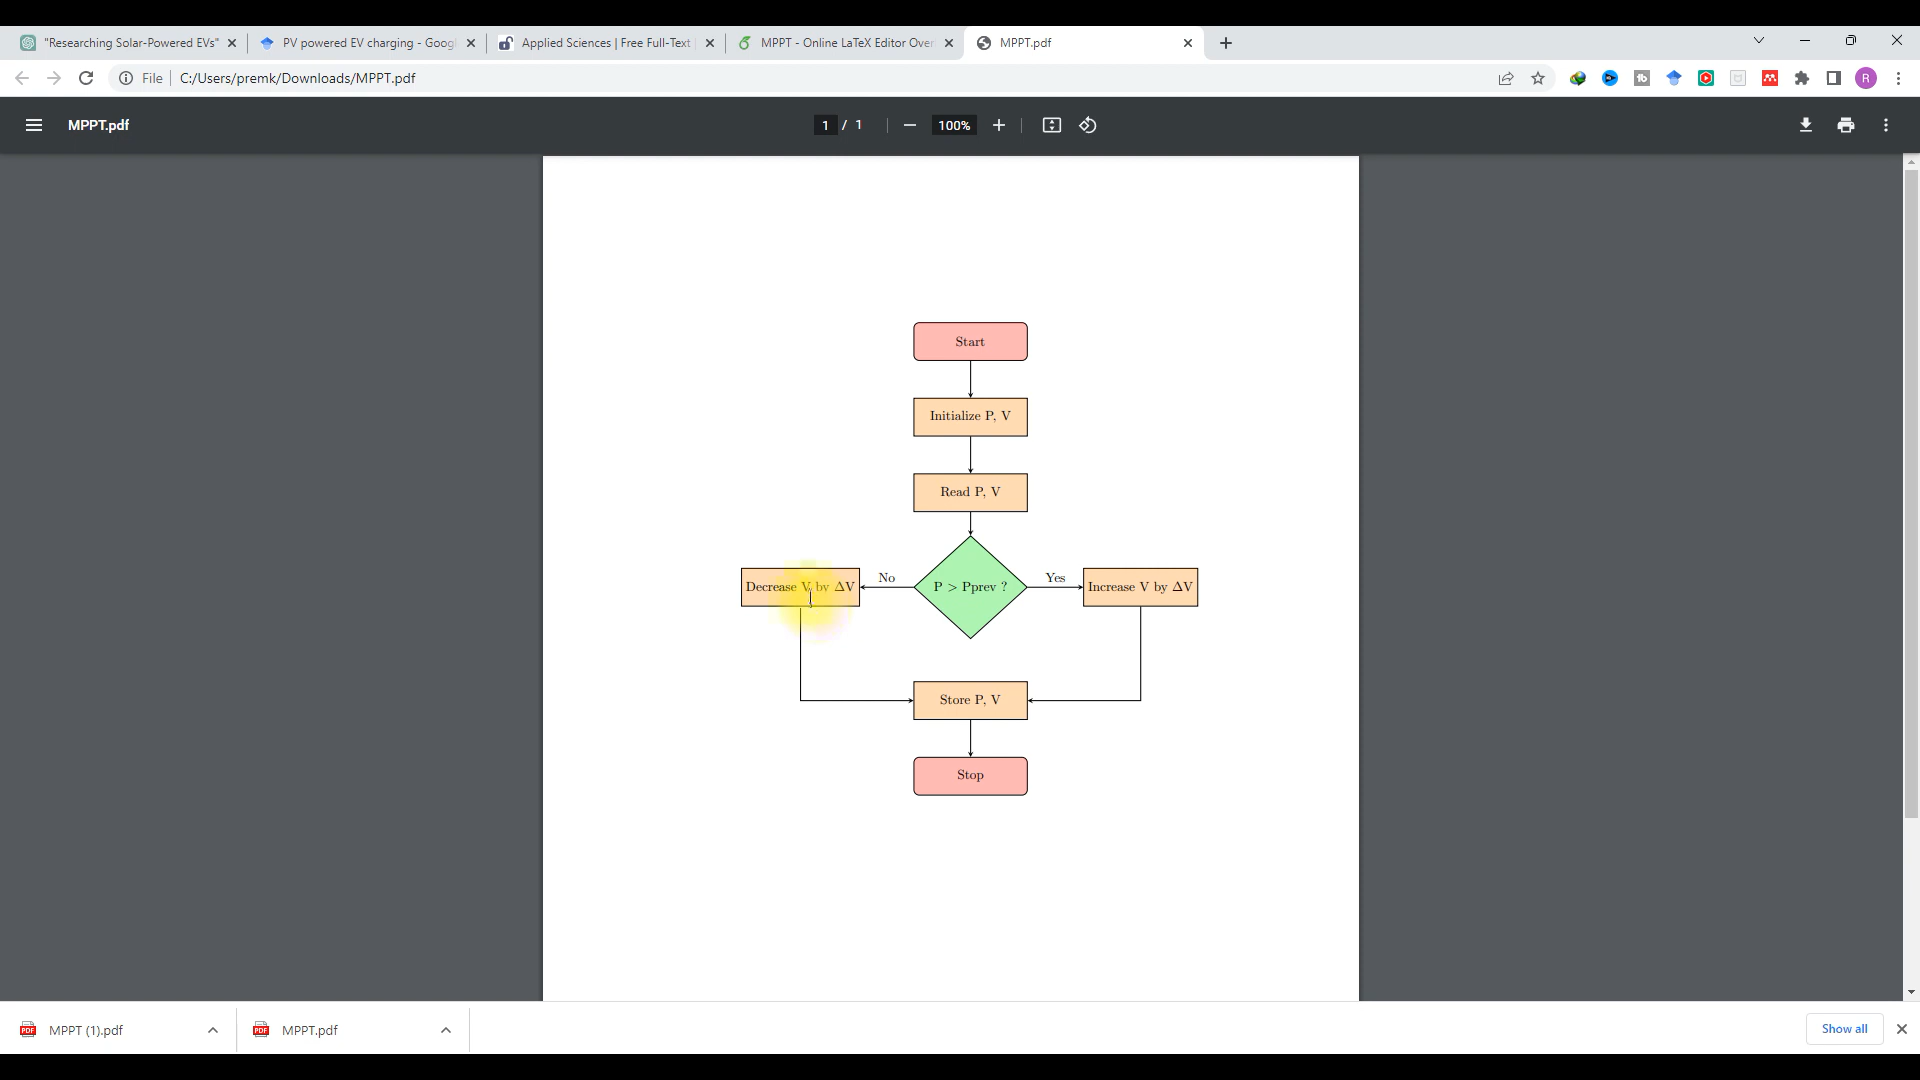 "Researching Solar-Powered EVs"
PV powered EV charging - Goog
Applied Sciences | Free Full-Text
MPPT - Online LaTeX Editor Over
MPPT.pdf
File
C:/Users/premk/Downloads/MPPT.pdf
R
MPPT.pdf
1 / 1
100%
Start
Initialize P, V
Read P, V
Decrease V by ΔV
No
P > Pprev ?
Yes
Increase V by ΔV
Store P, V
Stop
PDF
MPPT (1).pdf
PDF
MPPT.pdf
Show all